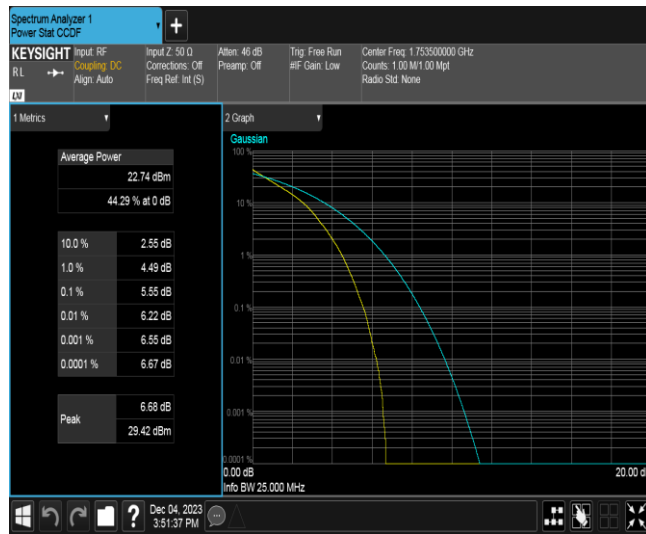 Spectrum Analyzer 1
Power Stat CCDF
+
KEYSIGHT
RL
LXI
Input: RF
Coupling: DC
Align: Auto
Input Z: 50 Ω
Corrections: Off
Freq Ref: Int (S)
Atten: 46 dB
Preamp: Off
Trig: Free Run
#IF Gain: Low
Center Freq: 1.753500000 GHz
Counts: 1.00 M/1.00 Mpt
Radio Std: None
1 Metrics
Average Power
22.74 dBm
44.29 % at 0 dB
10.0 % 2.55 dB
1.0 % 4.49 dB
0.1 % 5.55 dB
0.01 % 6.22 dB
0.001 % 6.55 dB
0.0001 % 6.67 dB
Peak
6.68 dB
29.42 dBm
2 Graph
Gaussian
100 %
10 %
1 %
0.1 %
0.01 %
0.001 %
0.0001 %
0.00 dB 20.00 d
Info BW 25.000 MHz
?
Dec 04, 2023
3:51:37 PM